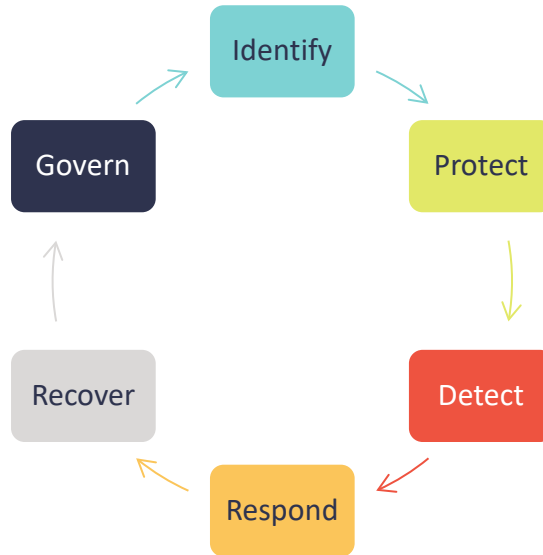 Identify
Protect
Detect
Respond
Recover
Govern